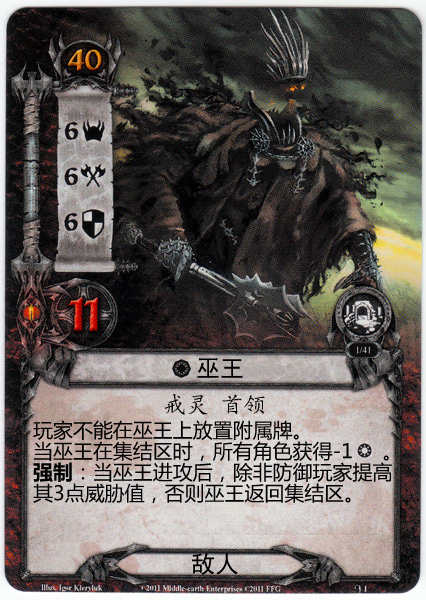 40
6
6
6
11
1/41
巫王
戒灵 首领
玩家不能在巫王上放置附属牌。
当巫王在集结区时，所有角色获得-1 。
强制：当巫王进攻后，除非防御玩家提高
其3点威胁值，否则巫王返回集结区。
敌人
Illus. Igor Kieryluk
©2011 Middle-earth Enterprises ©2011 FFG